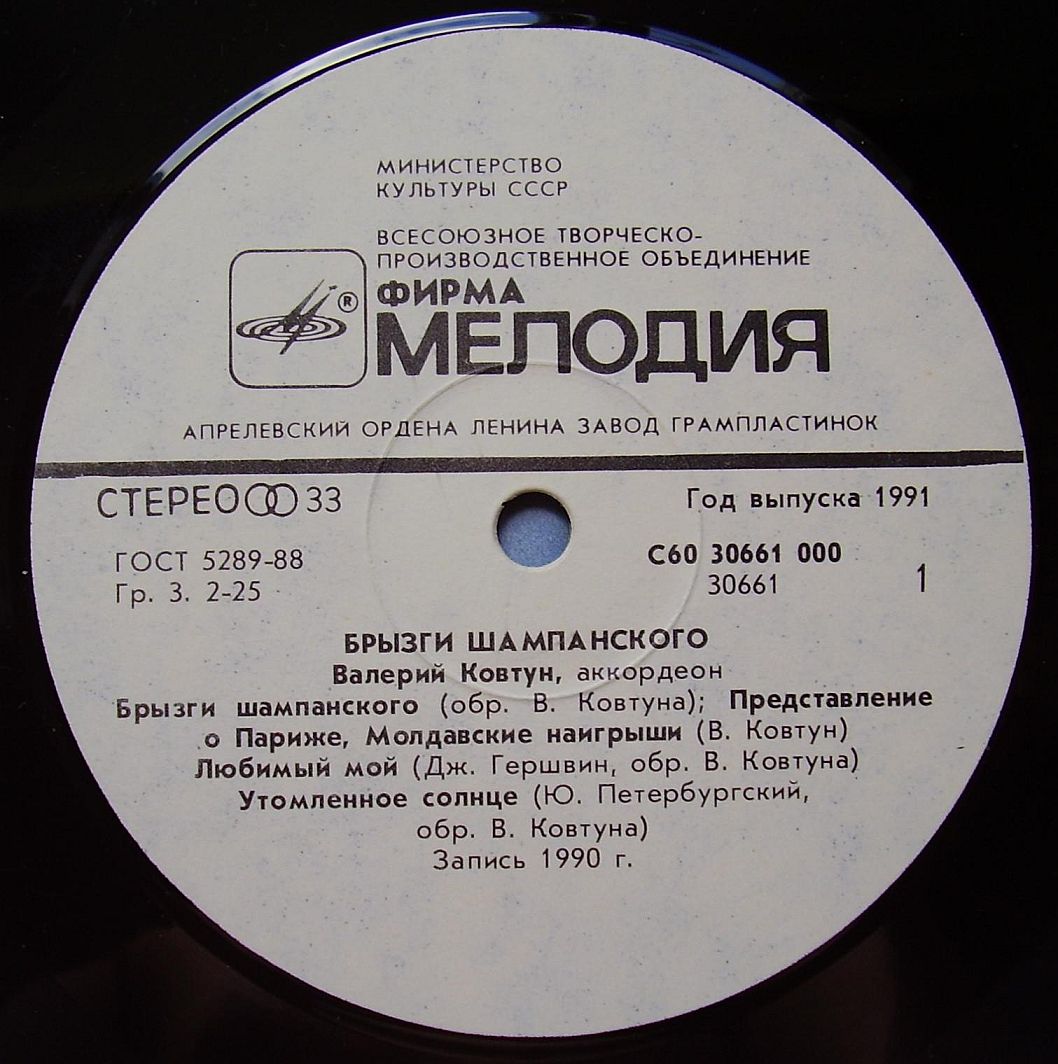 МИНИСТЕРСТВО
КУЛЬТУРЫ СССР
ВСЕСОЮЗНОЕ ТВОРЧЕСКО-
ПРОИЗВОДСТВЕННОЕ ОБЪЕДИНЕНИЕ
ФИРМА
®
МЕЛОДИЯ
АПРЕЛЕВСКИЙ ОРДЕНА ЛЕНИНА ЗАВОД ГРАМПЛАСТИНОК
СТЕРЕО 33
Год выпуска 1991
ГОСТ 5289-88
С60 30661 000
Гр. 3. 2-25
30661
1
БРЫЗГИ ШАМПАНСКОГО
Валерий Ковтун, аккордеон
Брызги шампанского (обр. В. Ковтуна); Представление
о Париже, Молдавские наигрыши (В. Ковтун)
Любимый мой (Дж. Гершвин, обр. В. Ковтуна)
Утомленное солнце (Ю. Петербургский,
обр. В. Ковтуна)
Запись 1990 г.